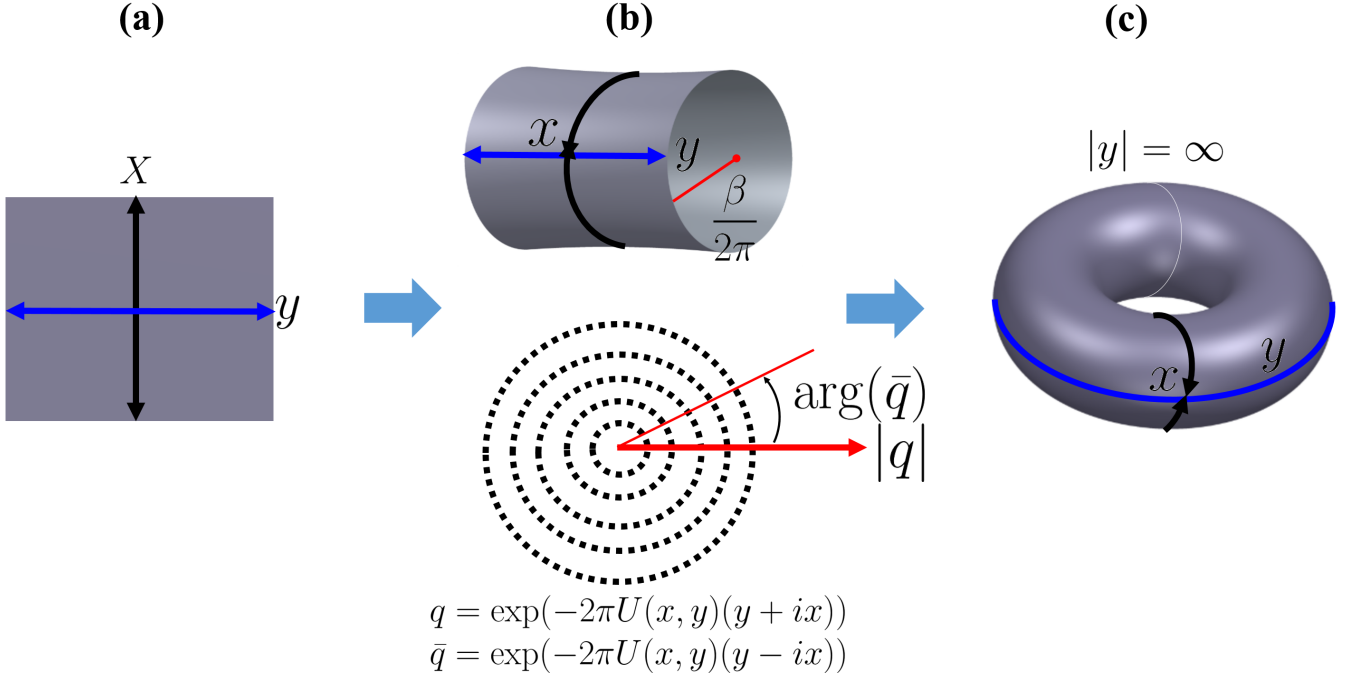 (a)
X
y
(b)
x
y
β
2π
arg(q̄)
|q|
q = exp(−2πU(x, y)(y + ix))
q̄ = exp(−2πU(x, y)(y − ix))
(c)
|y| = ∞
x
y